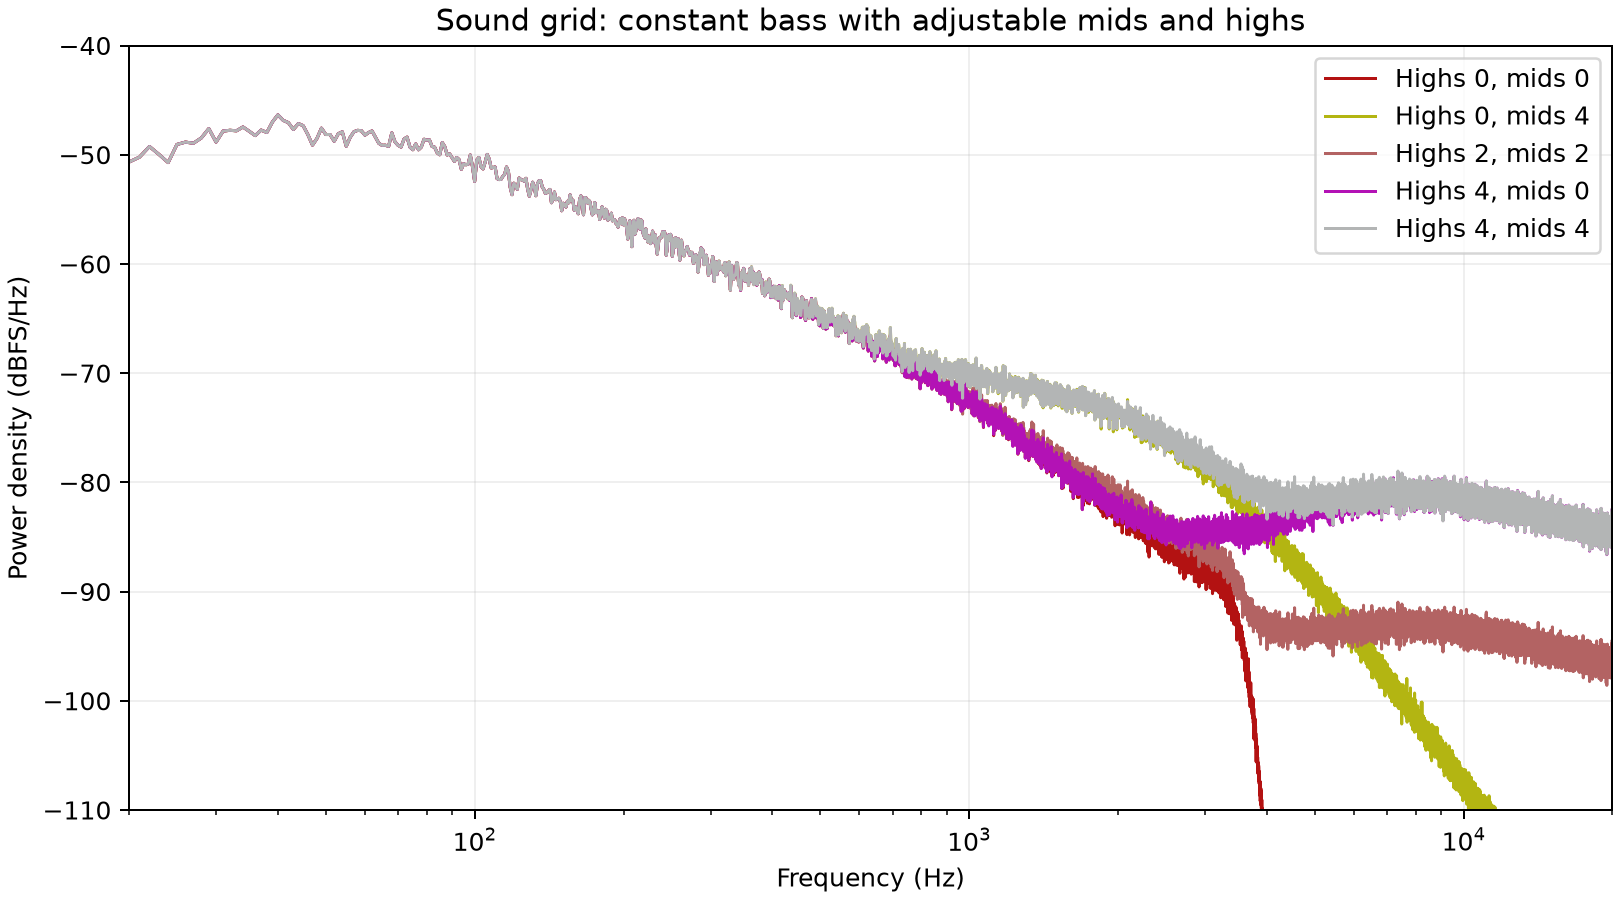 Sound grid: constant bass with adjustable mids and highs
−40
−50
−60
−70
−80
−90
−100
−110
Power density (dBFS/Hz)
Highs 0, mids 0
Highs 0, mids 4
Highs 2, mids 2
Highs 4, mids 0
Highs 4, mids 4
10²
10³
10⁴
Frequency (Hz)